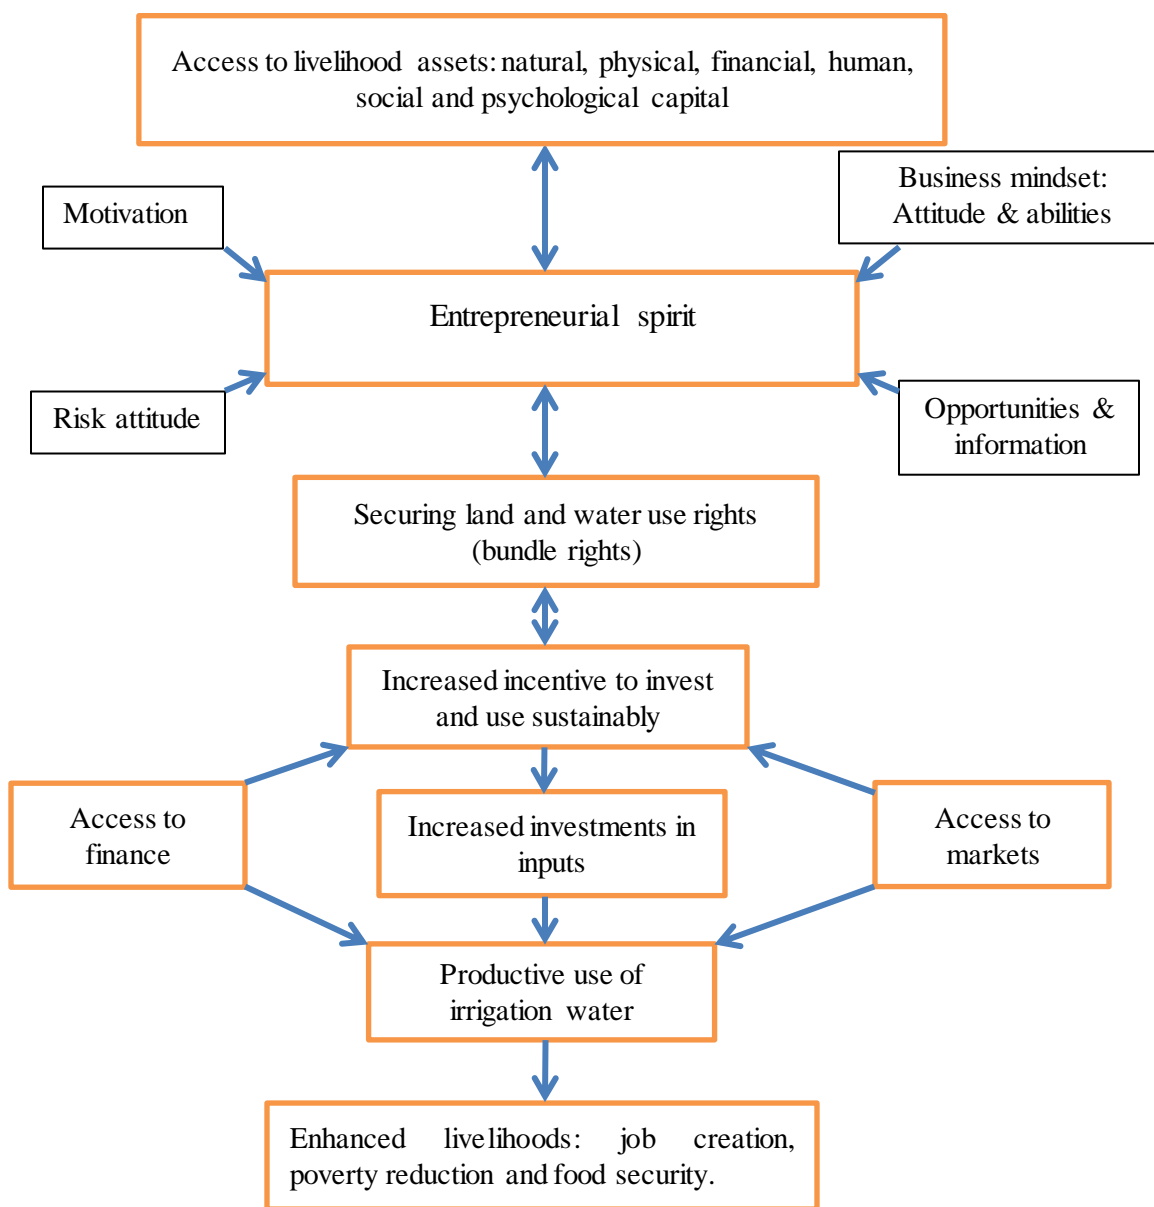 Access to livelihood assets: natural, physical, financial, human,
social and psychological capital
Motivation
Business mindset:
Attitude & abilities
Entrepreneurial spirit
Risk attitude
Opportunities &
information
Securing land and water use rights
(bundle rights)
Increased incentive to invest
and use sustainably
Access to
finance
Increased investments in
inputs
Access to
markets
Productive use of
irrigation water
Enhanced livelihoods: job creation,
poverty reduction and food security.